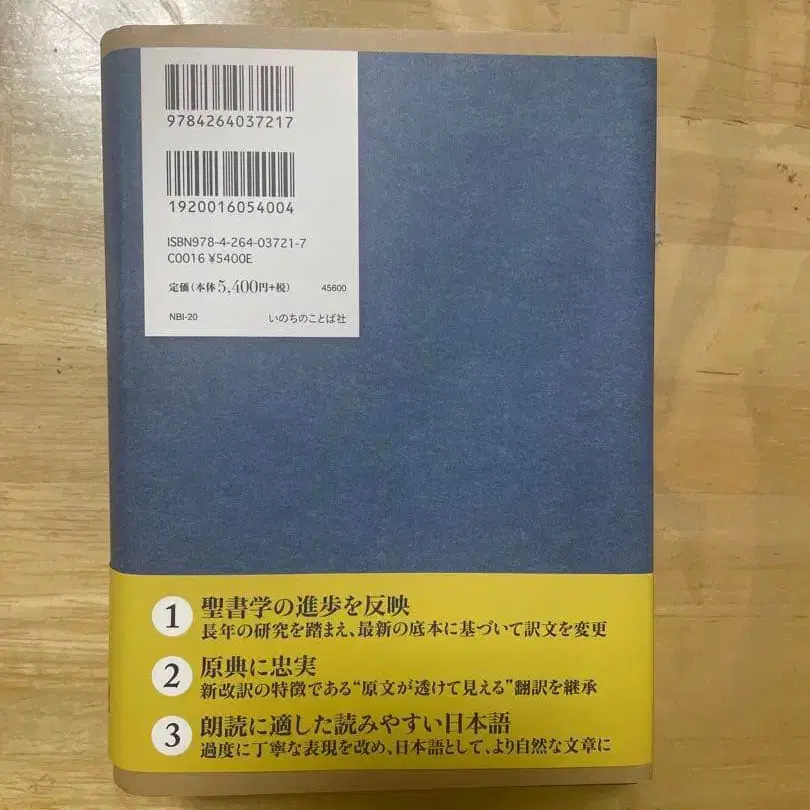 9784264037217
1920016054004
ISBN978-4-264-03721-7
C0016 ¥5400E
定価(本体5,400円+税)
45600
NBI-20
いのちのことば社
1 聖書学の進歩を反映
長年の研究を踏まえ、最新の底本に基づいて訳文を変更
2 原典に忠実
新改訳の特徴である“原文が透けて見える”翻訳を継承
3 朗読に適した読みやすい日本語
過度に丁寧な表現を改め、日本語として、より自然な文章に